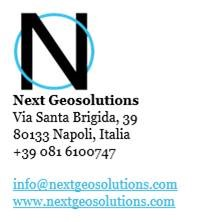 N
Next Geosolutions
Via Santa Brigida, 39
80133 Napoli, Italia
+39 081 6100747
info@nextgeosolutions.com
www.nextgeosolutions.com